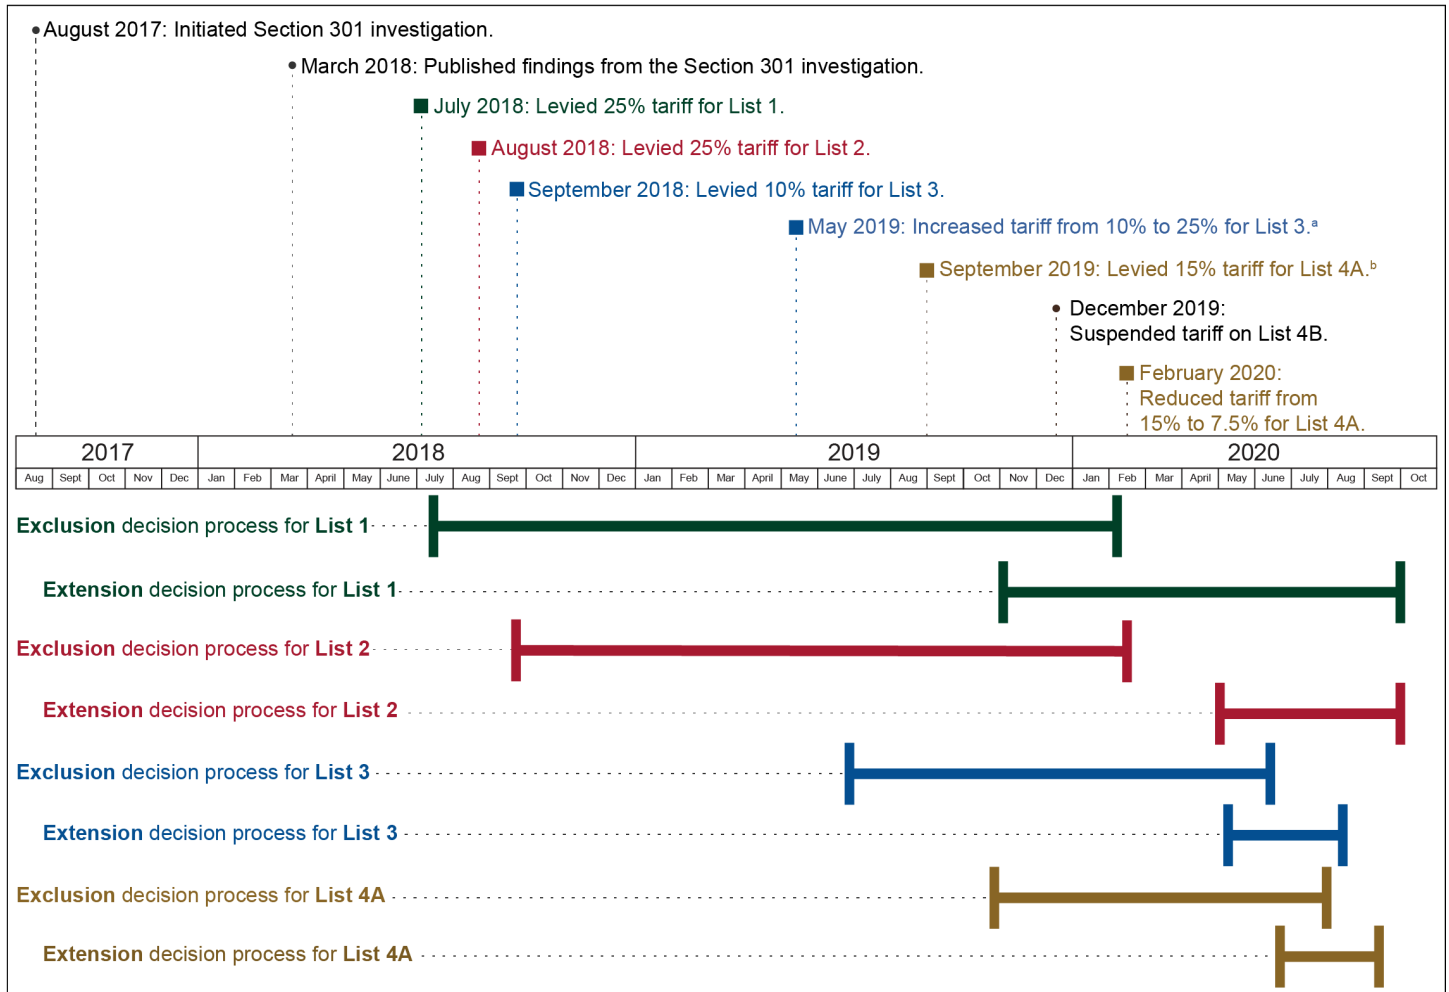 August 2017: Initiated Section 301 investigation.
March 2018: Published findings from the Section 301 investigation.
July 2018: Levied 25% tariff for List 1.
August 2018: Levied 25% tariff for List 2.
September 2018: Levied 10% tariff for List 3.
May 2019: Increased tariff from 10% to 25% for List 3.ᵃ
September 2019: Levied 15% tariff for List 4A.ᵇ
December 2019:
Suspended tariff on List 4B.
February 2020:
Reduced tariff from
15% to 7.5% for List 4A.
2017 2018 2019 2020
Aug Sept Oct Nov Dec Jan Feb Mar April May June July Aug Sept Oct Nov Dec Jan Feb Mar April May June July Aug Sept Oct Nov Dec Jan Feb Mar April May June July Aug Sept Oct
Exclusion decision process for List 1
Extension decision process for List 1
Exclusion decision process for List 2
Extension decision process for List 2
Exclusion decision process for List 3
Extension decision process for List 3
Exclusion decision process for List 4A
Extension decision process for List 4A